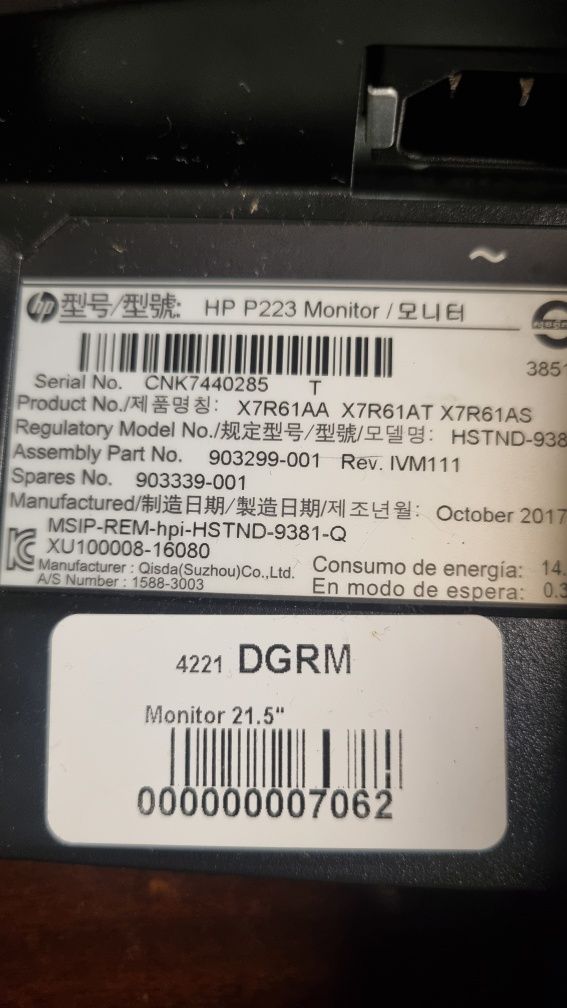 ~
hp 型号/型號: HP P223 Monitor / 모니터
Serial No. CNK7440285 T
3851
Product No./제품명칭: X7R61AA X7R61AT X7R61AS
Regulatory Model No./规定型号/型號/모델명: HSTND-938
Assembly Part No. 903299-001 Rev. IVM111
Spares No. 903339-001
Manufactured/制造日期/製造日期/제조년월: October 2017
MSIP-REM-hpi-HSTND-9381-Q
XU100008-16080
Manufacturer : Qisda(Suzhou)Co.,Ltd.
A/S Number : 1588-3003
Consumo de energía: 14.
En modo de espera: 0.3
4221 DGRM
Monitor 21.5"
000000007062